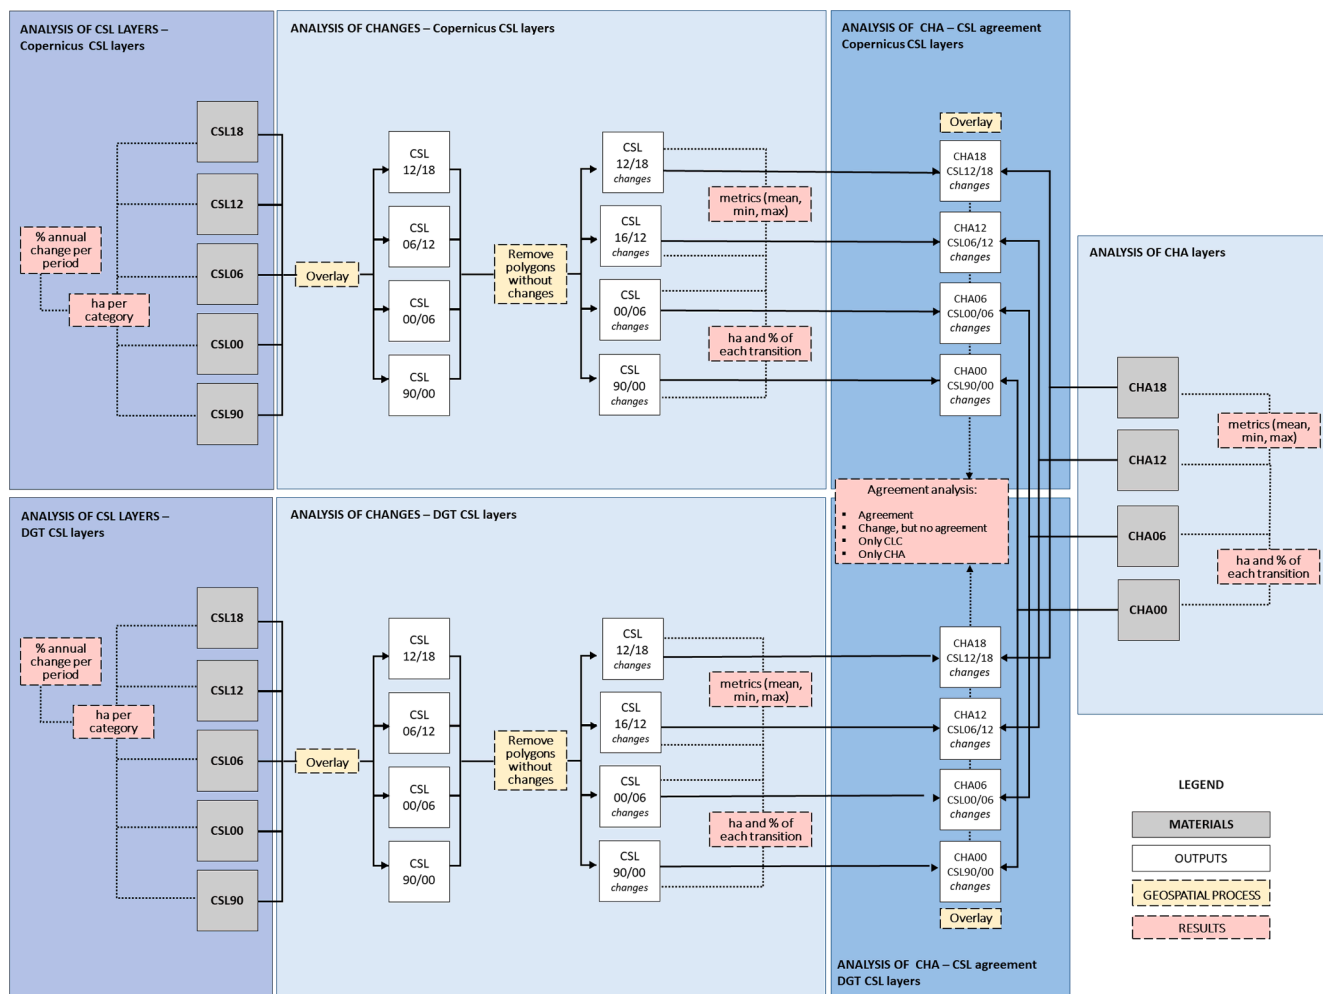 ANALYSIS OF CSL LAYERS –
Copernicus CSL layers
CSL18
CSL12
CSL06
CSL00
CSL90
% annual
change per
period
ha per
category
ANALYSIS OF CHANGES – Copernicus CSL layers
Overlay
CSL
12/18
CSL
06/12
CSL
00/06
CSL
90/00
Remove
polygons
without
changes
CSL
12/18
changes
CSL
16/12
changes
CSL
00/06
changes
CSL
90/00
changes
metrics (mean,
min, max)
ha and % of
each transition
ANALYSIS OF CHA – CSL agreement
Copernicus CSL layers
Overlay
CHA18
CSL12/18
changes
CHA12
CSL06/12
changes
CHA06
CSL00/06
changes
CHA00
CSL90/00
changes
Agreement analysis:
▪ Agreement
▪ Change, but no agreement
▪ Only CLC
▪ Only CHA
ANALYSIS OF CHA layers
CHA18
CHA12
CHA06
CHA00
metrics (mean,
min, max)
ha and % of
each transition
ANALYSIS OF CSL LAYERS –
DGT CSL layers
CSL18
CSL12
CSL06
CSL00
CSL90
% annual
change per
period
ha per
category
ANALYSIS OF CHANGES – DGT CSL layers
Overlay
CSL
12/18
CSL
06/12
CSL
00/06
CSL
90/00
Remove
polygons
without
changes
CSL
12/18
changes
CSL
16/12
changes
CSL
00/06
changes
CSL
90/00
changes
metrics (mean,
min, max)
ha and % of
each transition
CHA18
CSL12/18
changes
CHA12
CSL06/12
changes
CHA06
CSL00/06
changes
CHA00
CSL90/00
changes
Overlay
ANALYSIS OF CHA – CSL agreement
DGT CSL layers
LEGEND
MATERIALS
OUTPUTS
GEOSPATIAL PROCESS
RESULTS